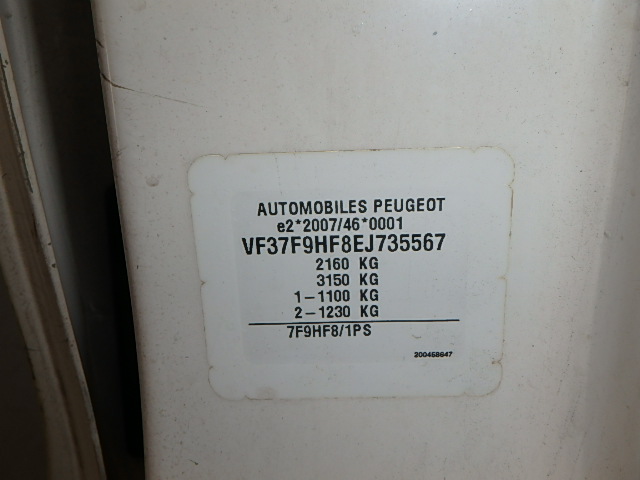 AUTOMOBILES PEUGEOT
e2*2007/46*0001
VF37F9HF8EJ735567
2160 KG
3150 KG
1-1100 KG
2-1230 KG
7F9HF8/1PS
200458647